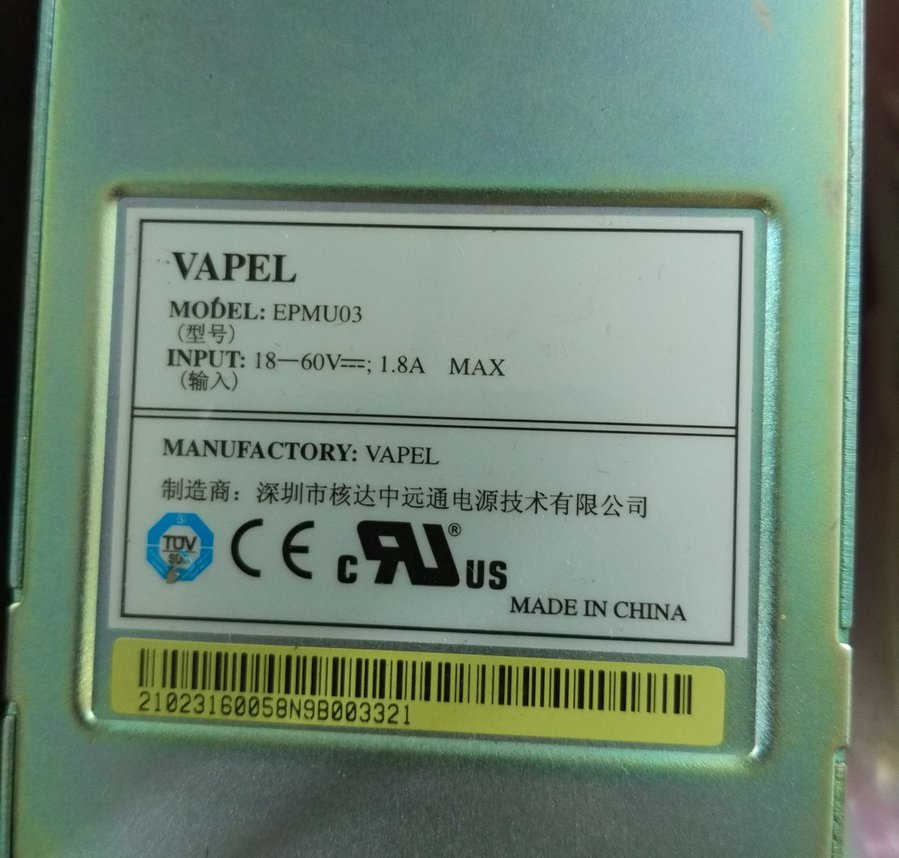 VAPEL
MODEL: EPMU03
(型号)
INPUT: 18—60V⎓; 1.8A MAX
(输入)
MANUFACTORY: VAPEL
制造商：深圳市核达中远通电源技术有限公司
TÜV
CE
c RU ® US
MADE IN CHINA
21023160058N9B003321